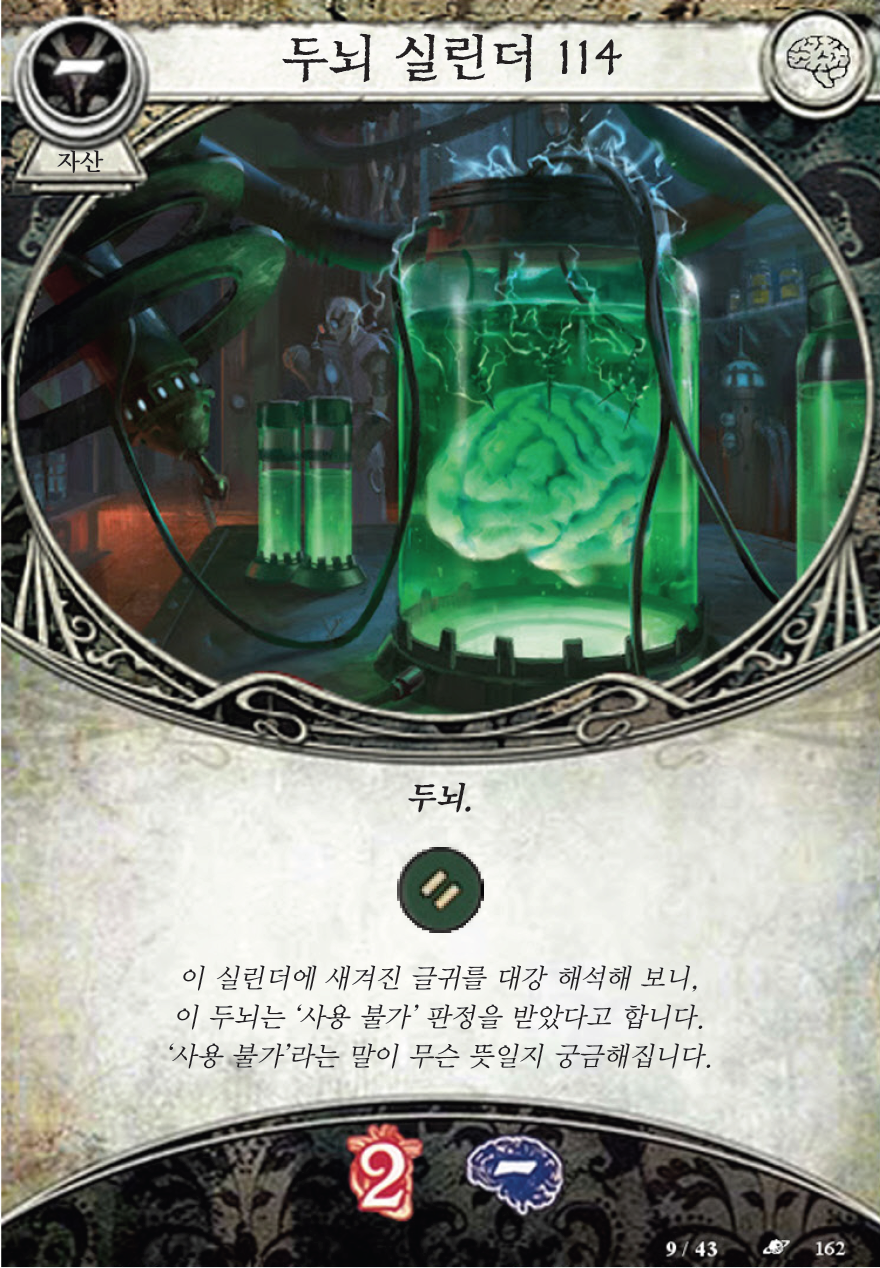 두뇌 실린더 114
–
자산
두뇌.
이 실린더에 새겨진 글귀를 대강 해석해 보니,
이 두뇌는 ‘사용 불가’ 판정을 받았다고 합니다.
‘사용 불가’라는 말이 무슨 뜻일지 궁금해집니다.
2 –
9 / 43 162